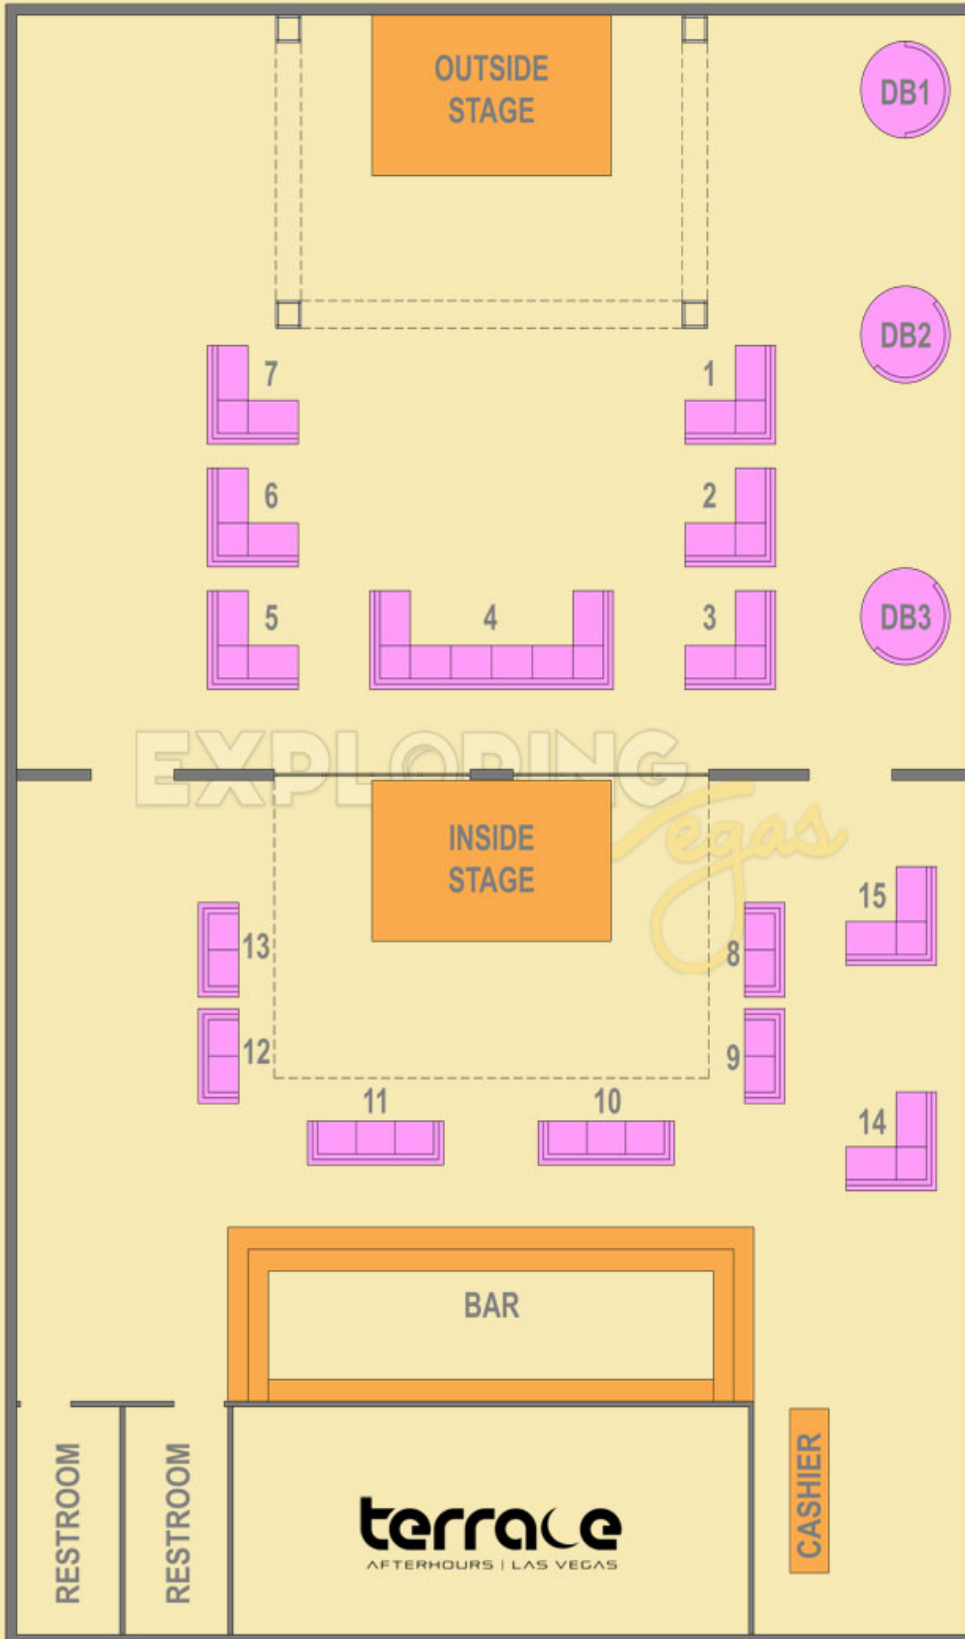 OUTSIDE
STAGE
DB1
DB2
7
1
6
2
5
4
3
DB3
EXPLORING
Vegas
INSIDE
STAGE
15
13
8
12
9
11
10
14
BAR
RESTROOM
RESTROOM
CASHIER
terrace
AFTERHOURS | LAS VEGAS